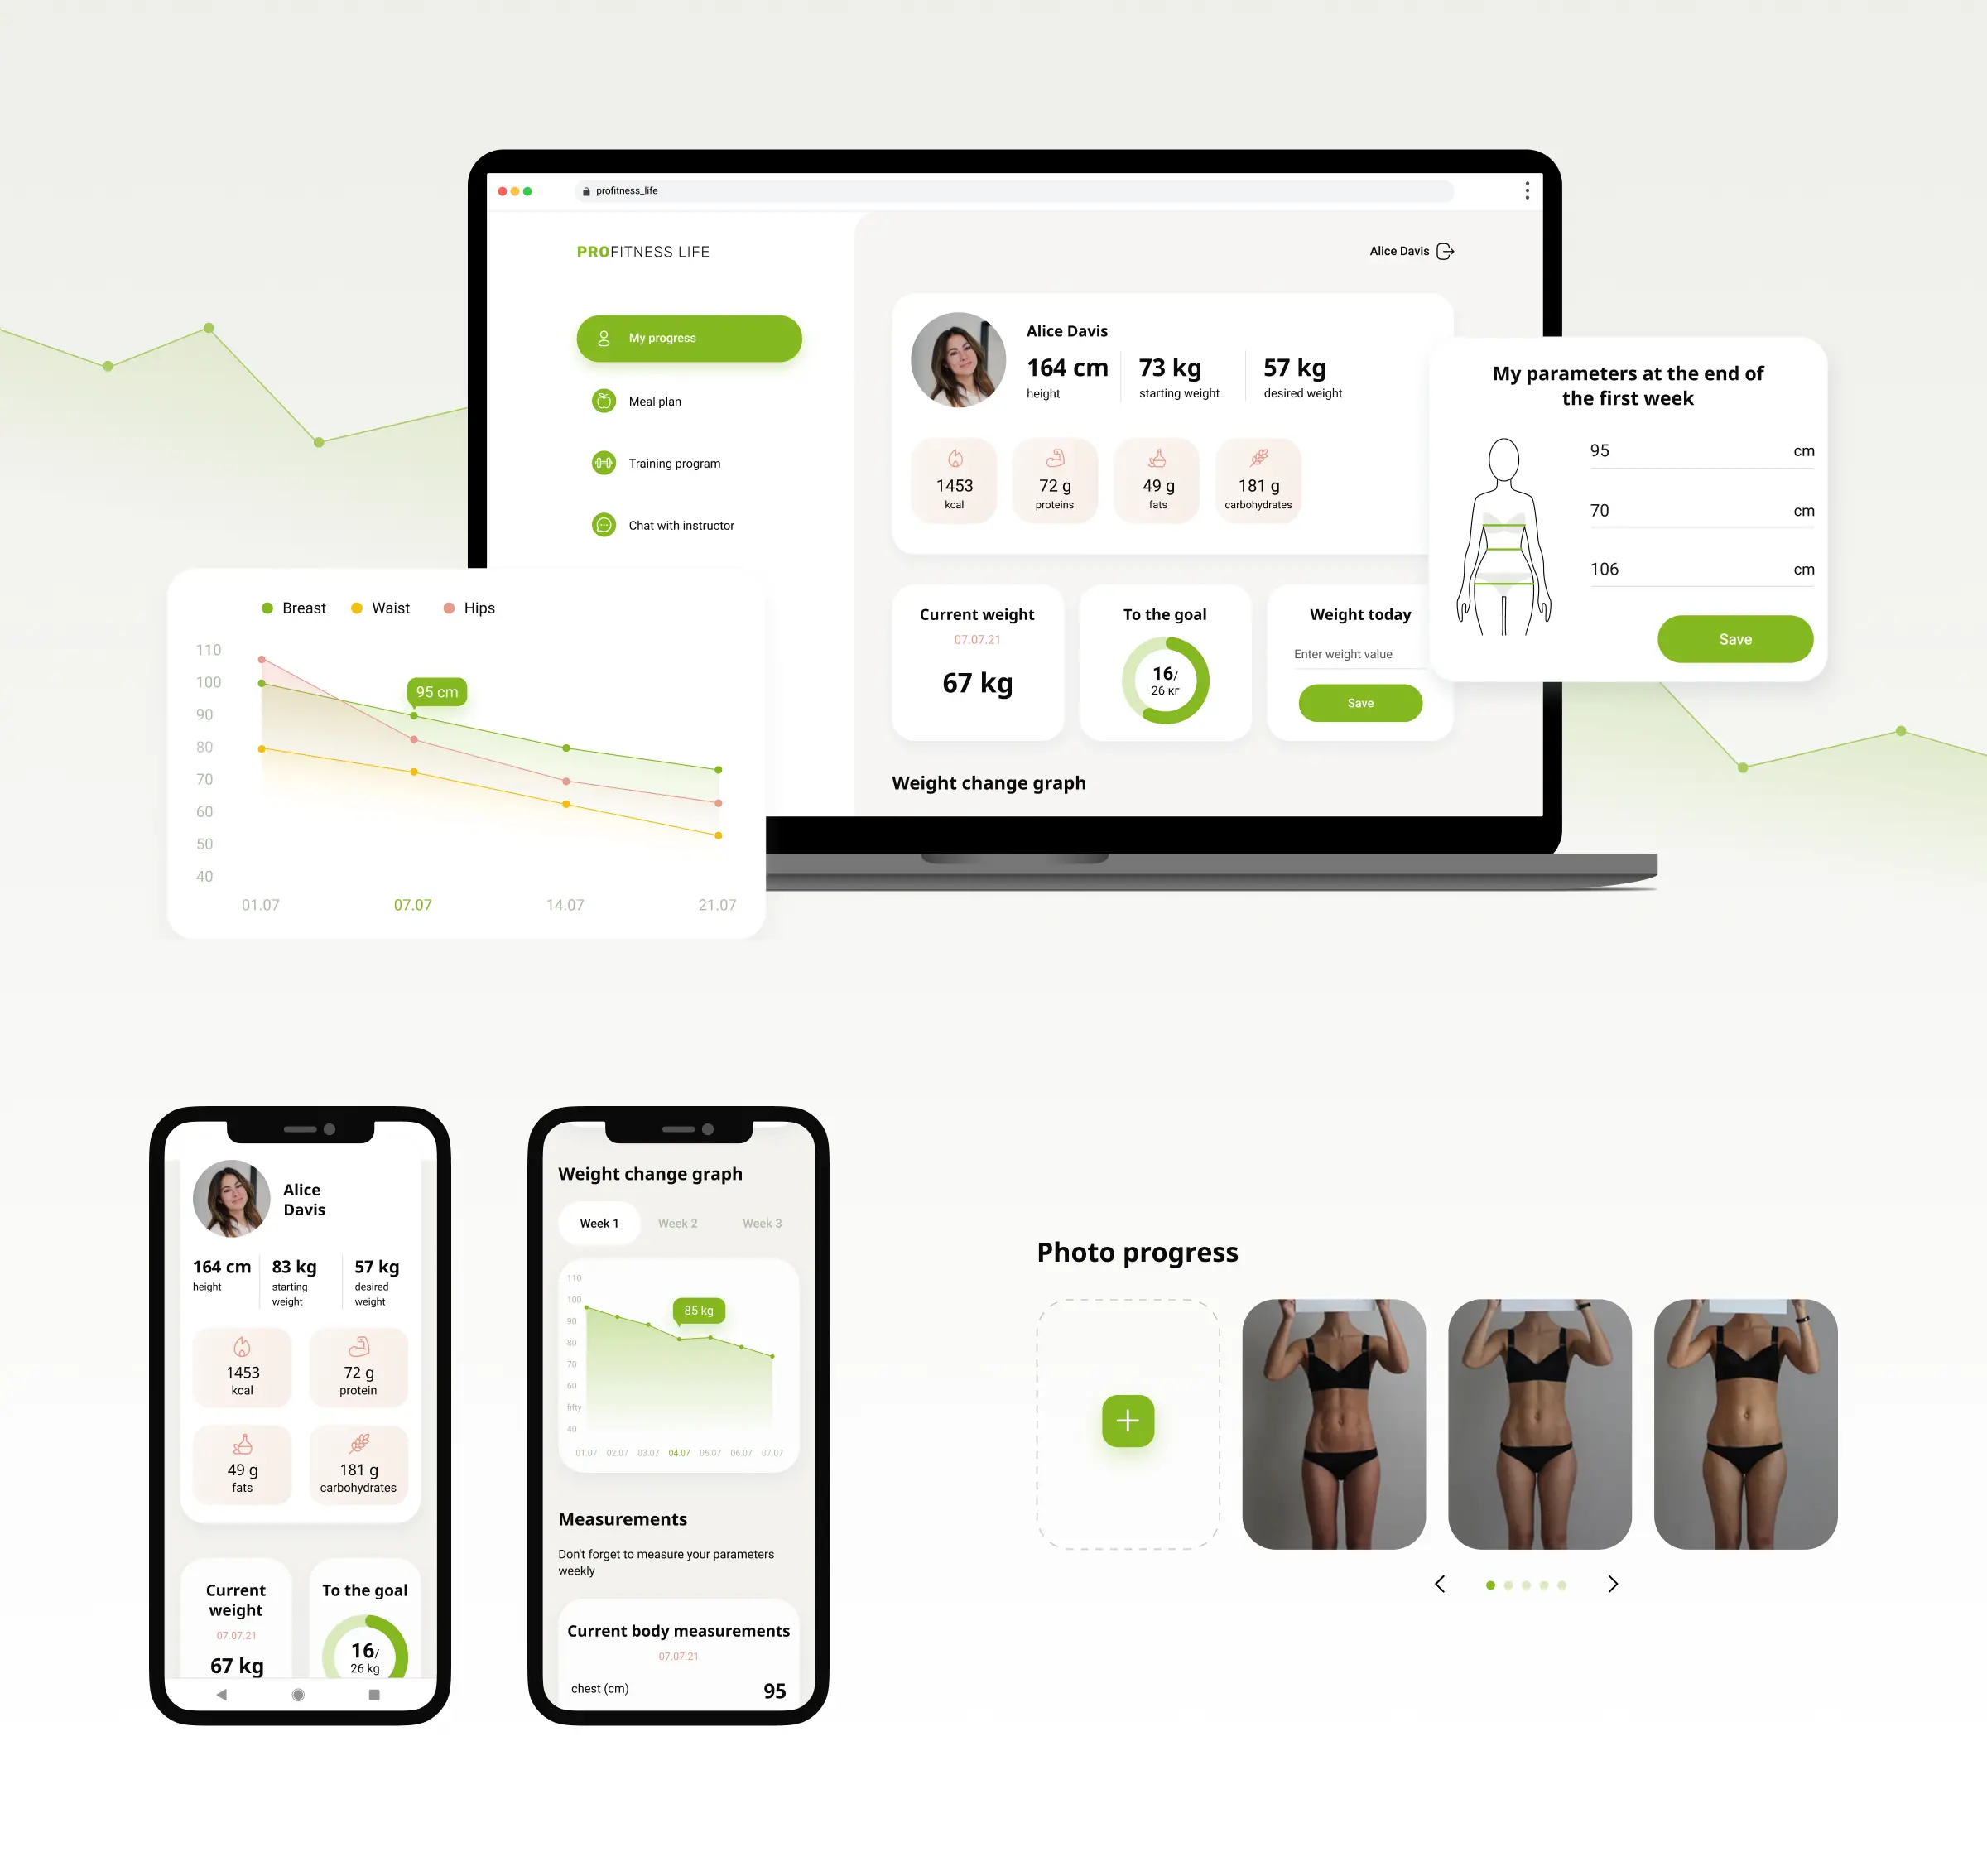 profitness_life
PROFITNESS LIFE
Alice Davis
My progress
Meal plan
Training program
Chat with instructor
Alice Davis
164 cm 73 kg 57 kg
height starting weight desired weight
1453 72 g 49 g 181 g
kcal proteins fats carbohydrates
Current weight
07.07.21
67 kg
To the goal
16/
26 кг
Weight today
Enter weight value
Save
Weight change graph
My parameters at the end of
the first week
95 cm
70 cm
106 cm
Save
Breast Waist Hips
110
100
90
80
70
60
50
40
95 cm
01.07 07.07 14.07 21.07
Alice
Davis
164 cm 83 kg 57 kg
height starting desired
weight weight
1453 72 g
kcal protein
49 g 181 g
fats carbohydrates
Current
weight
07.07.21
67 kg
To the goal
16/
26 kg
Weight change graph
Week 1 Week 2 Week 3
110
100
90
80
70
60
fifty
40
85 kg
01.07 02.07 03.07 04.07 05.07 06.07 07.07
Measurements
Don't forget to measure your parameters
weekly
Current body measurements
07.07.21
chest (cm) 95
Photo progress